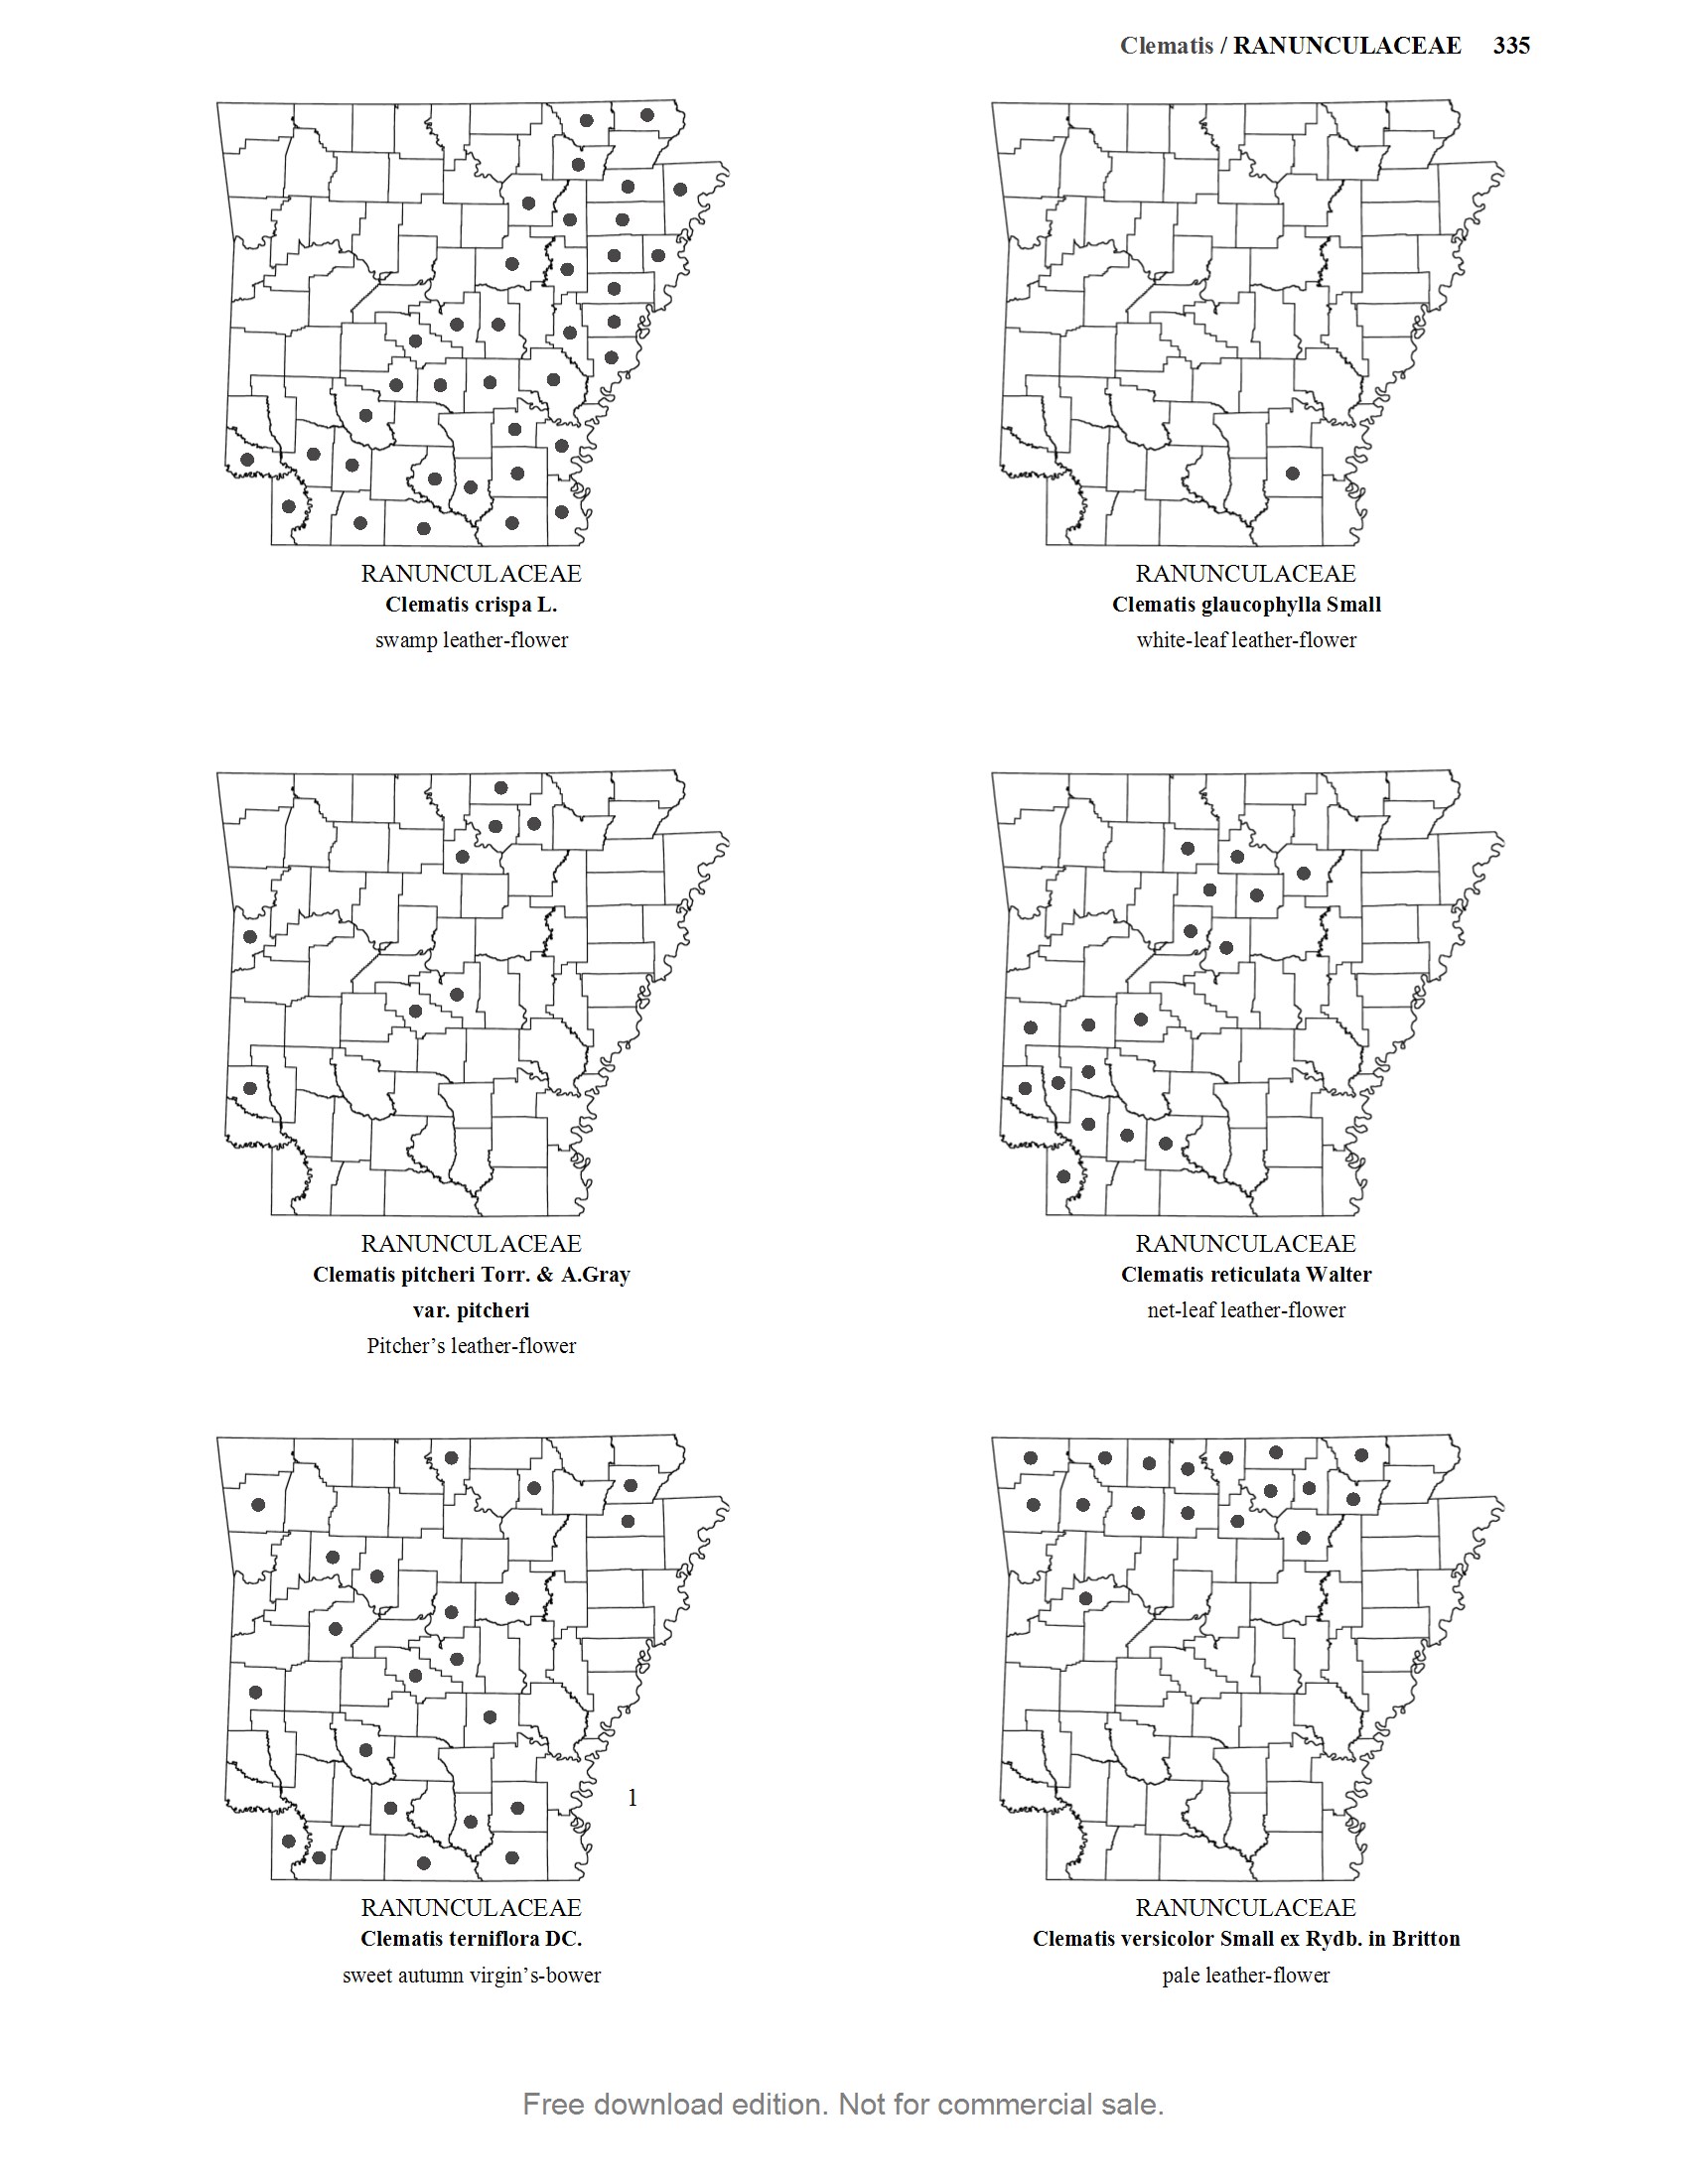 Clematis / RANUNCULACEAE 335
RANUNCULACEAE
Clematis crispa L.
swamp leather-flower
RANUNCULACEAE
Clematis glaucophylla Small
white-leaf leather-flower
RANUNCULACEAE
Clematis pitcheri Torr. & A.Gray
var. pitcheri
Pitcher’s leather-flower
RANUNCULACEAE
Clematis reticulata Walter
net-leaf leather-flower
1
RANUNCULACEAE
Clematis terniflora DC.
sweet autumn virgin’s-bower
RANUNCULACEAE
Clematis versicolor Small ex Rydb. in Britton
pale leather-flower
Free download edition. Not for commercial sale.